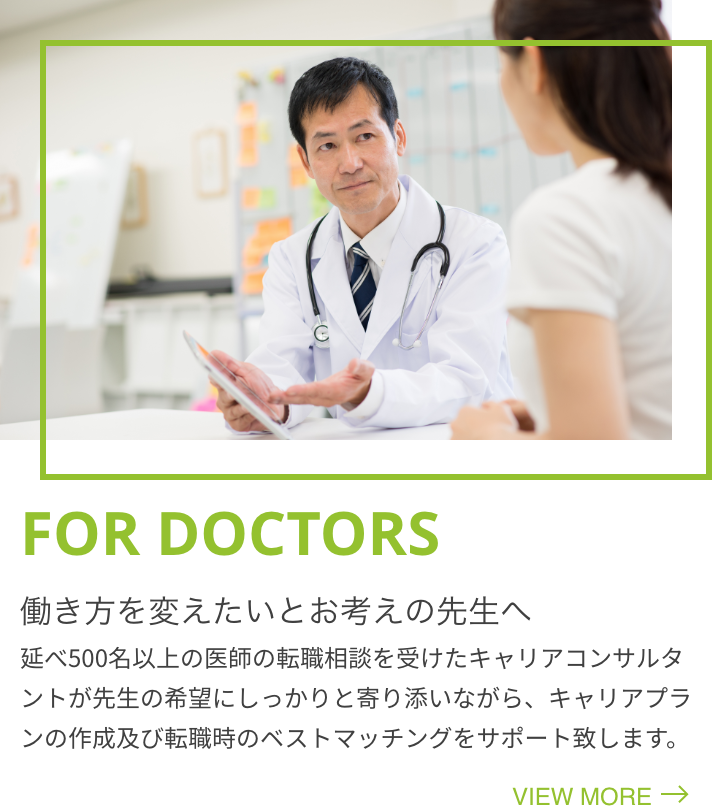 FOR DOCTORS
働き方を変えたいとお考えの先生へ
延べ500名以上の医師の転職相談を受けたキャリアコンサルタ
ントが先生の希望にしっかりと寄り添いながら、キャリアプラ
ンの作成及び転職時のベストマッチングをサポート致します。
VIEW MORE →